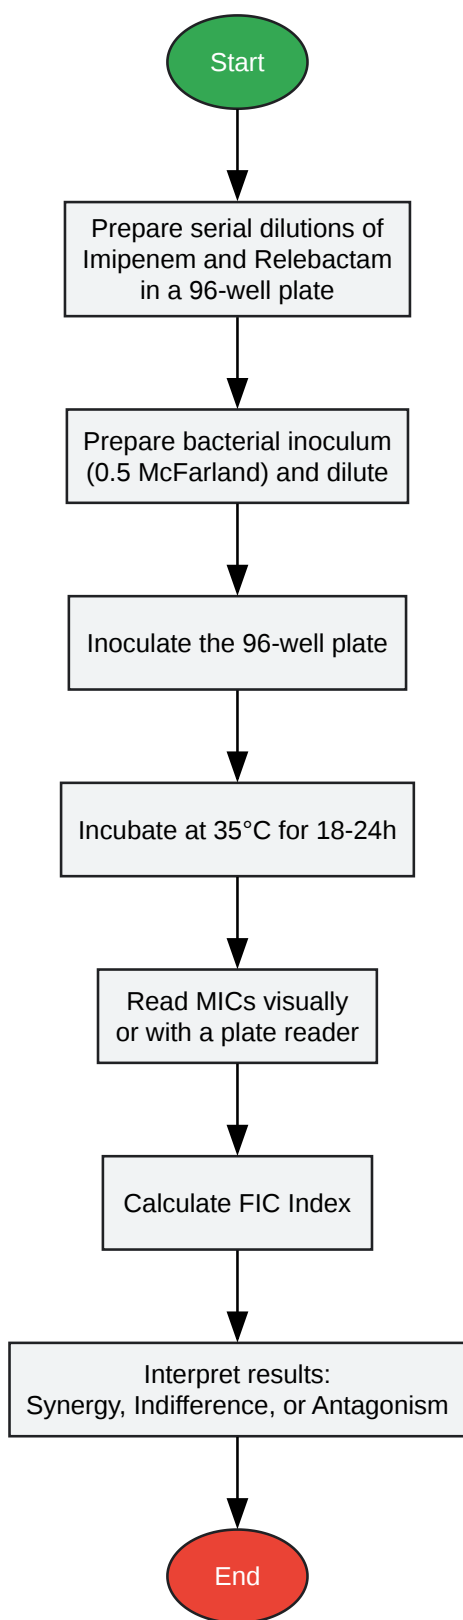 Start
Prepare serial dilutions of
Imipenem and Relebactam
in a 96-well plate
Prepare bacterial inoculum
(0.5 McFarland) and dilute
Inoculate the 96-well plate
Incubate at 35°C for 18-24h
Read MICs visually
or with a plate reader
Calculate FIC Index
Interpret results:
Synergy, Indifference, or Antagonism
End